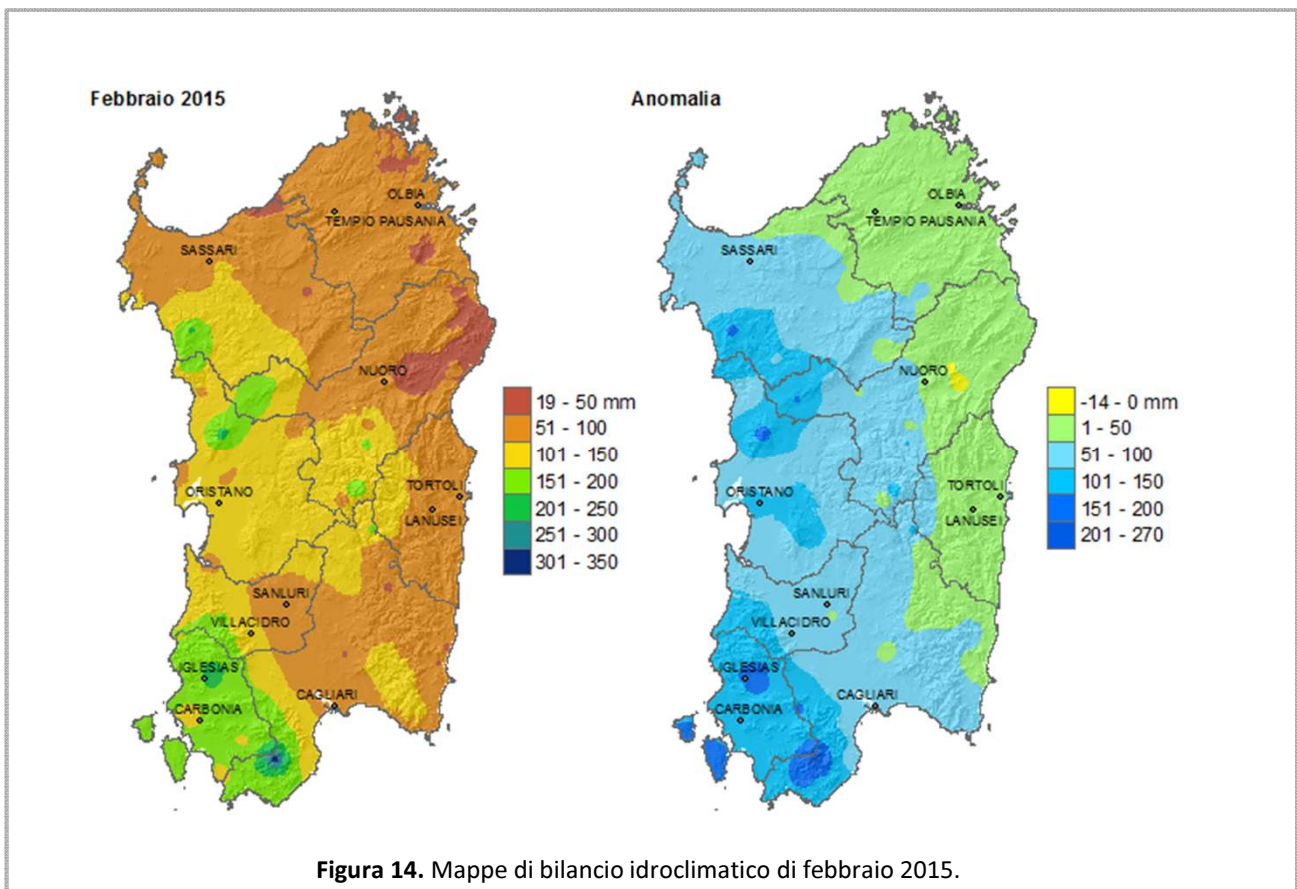 Febbraio 2015
OLBIA
TEMPIO PAUSANIA
SASSARI
NUORO
ORISTANO
TORTOLI
LANUSEI
SANLURI
VILLACIDRO
IGLESIAS
CARBONIA
CAGLIARI
19 - 50 mm
51 - 100
101 - 150
151 - 200
201 - 250
251 - 300
301 - 350
Anomalia
OLBIA
TEMPIO PAUSANIA
SASSARI
NUORO
ORISTANO
TORTOLI
LANUSEI
SANLURI
VILLACIDRO
IGLESIAS
CARBONIA
CAGLIARI
-14 - 0 mm
1 - 50
51 - 100
101 - 150
151 - 200
201 - 270
Figura 14. Mappe di bilancio idroclimatico di febbraio 2015.